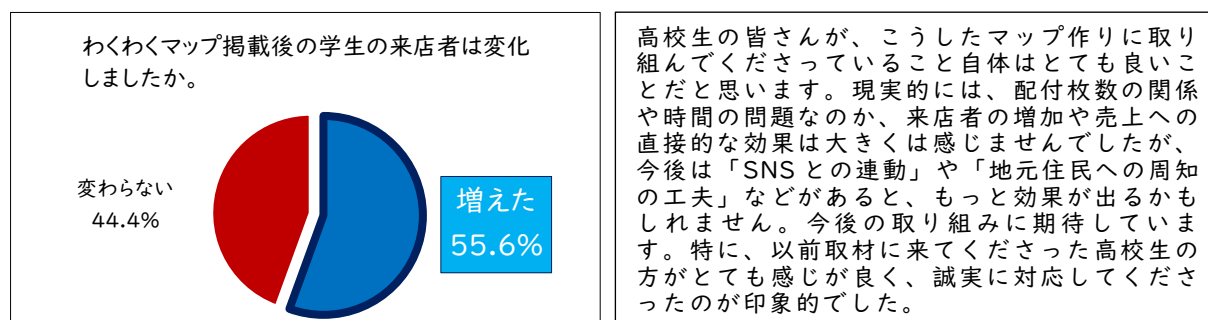 わくわくマップ掲載後の学生の来店者は変化
しましたか。
変わらない
44.4%
増えた
55.6%
高校生の皆さんが、こうしたマップ作りに取り
組んでくださっていること自体はとても良いこ
とだと思います。現実的には、配付枚数の関係
や時間の問題なのか、来店者の増加や売上への
直接的な効果は大きくは感じませんでしたが、
今後は「SNSとの連動」や「地元住民への周知
の工夫」などがあると、もっと効果が出るかも
しれません。今後の取り組みに期待していま
す。特に、以前取材に来てくださった高校生の
方がとても感じが良く、誠実に対応してくださ
ったのが印象的でした。